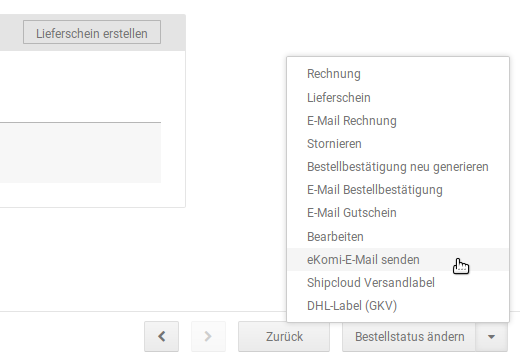 Lieferschein erstellen
Rechnung
Lieferschein
E-Mail Rechnung
Stornieren
Bestellbestätigung neu generieren
E-Mail Bestellbestätigung
E-Mail Gutschein
Bearbeiten
eKomi-E-Mail senden
Shipcloud Versandlabel
DHL-Label (GKV)
Zurück
Bestellstatus ändern